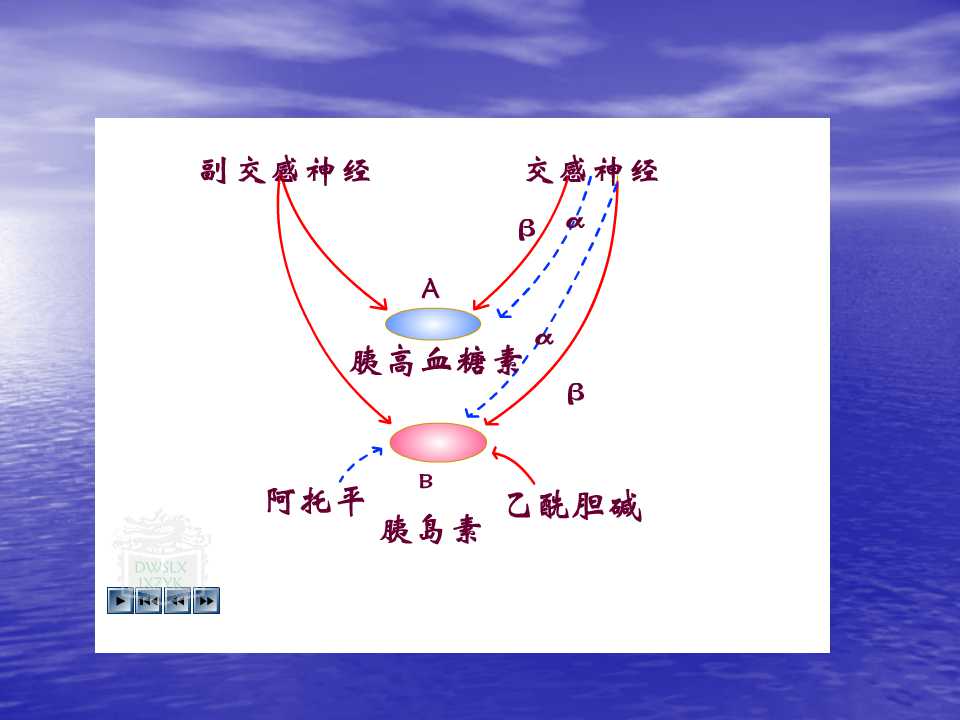 副交感神经 交感神经
β α
A
胰高血糖素 α
β
B
阿托平 乙酰胆碱
胰岛素
DWSLX
JXZYK